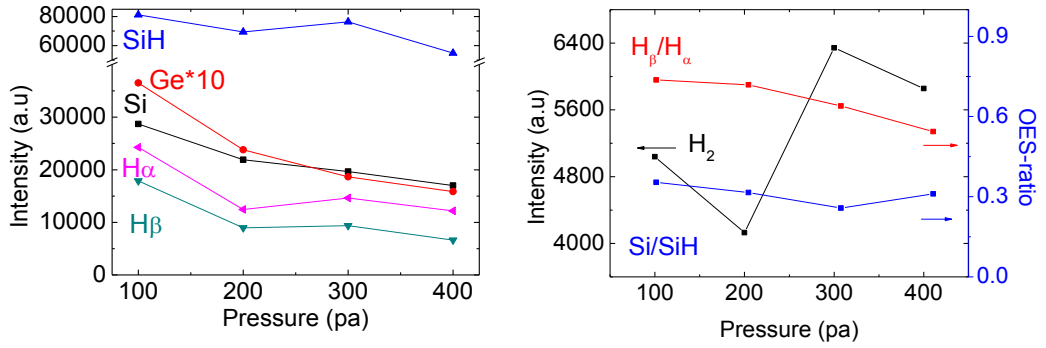 80000
60000
30000
20000
10000
0
Intensity (a.u)
SiH
Ge*10
Si
Hα
Hβ
100 200 300 400
Pressure (pa)
6400
5600
4800
4000
Intensity (a.u)
Hβ/Hα
H2
Si/SiH
0.9
0.6
0.3
0.0
OES-ratio
100 200 300 400
Pressure (pa)